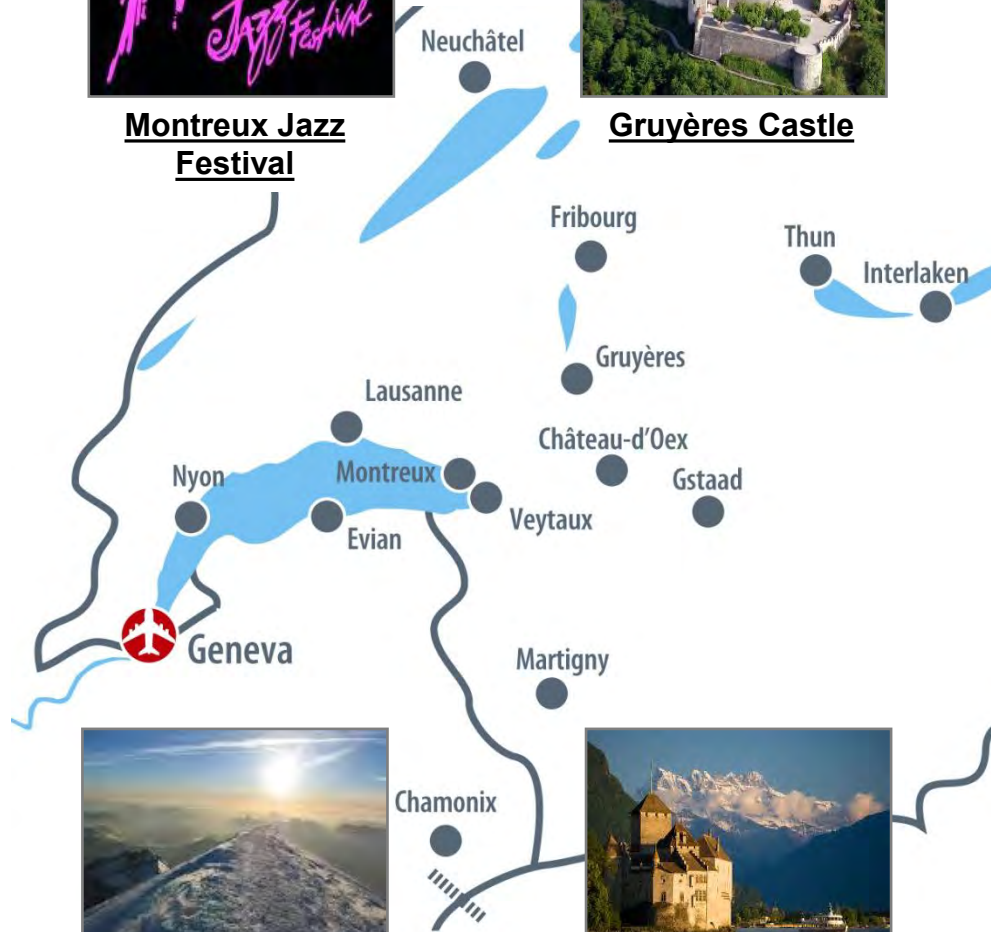 Jazz Festival
Neuchâtel
Montreux Jazz
Festival
Gruyères Castle
Fribourg
Thun
Interlaken
Gruyères
Lausanne
Château-d'Oex
Nyon
Montreux
Gstaad
Veytaux
Evian
Geneva
Martigny
Chamonix